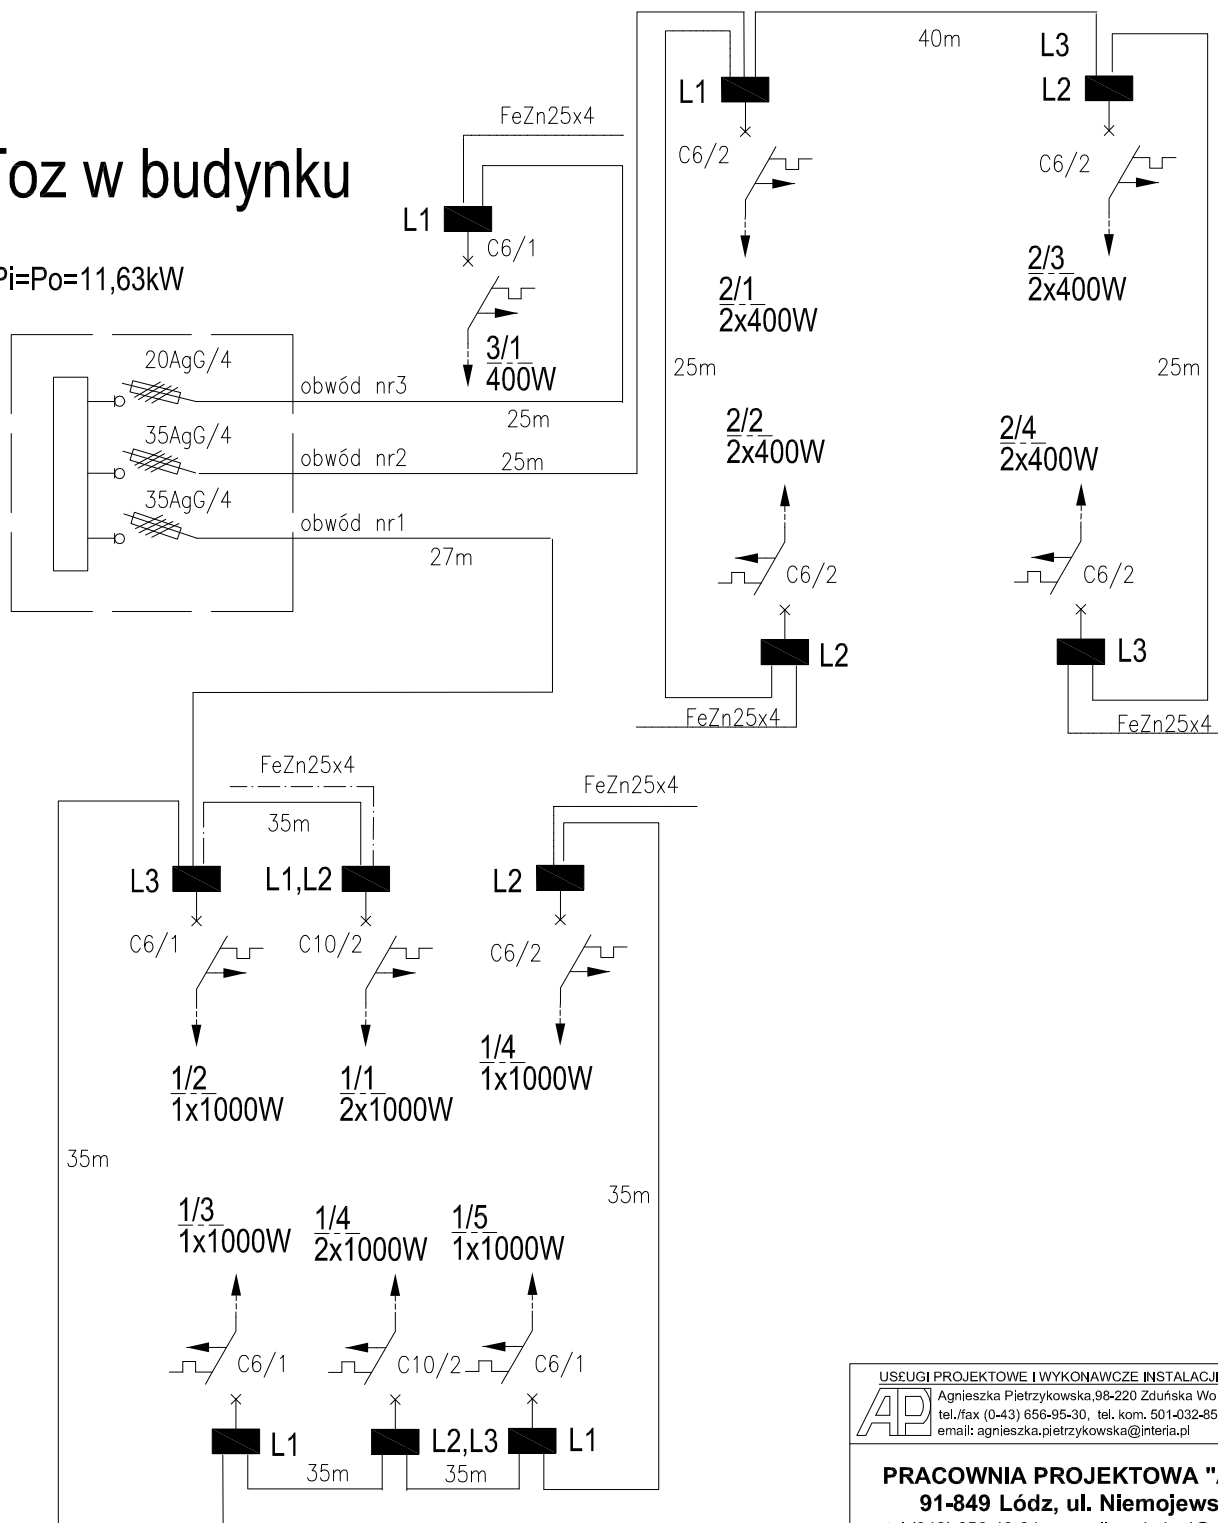 40m
L3
L1
L2
FeZn25x4
C6/2
C6/2
Toz w budynku
L1
C6/1
Pi=Po=11,63kW
2/1
2x400W
2/3
2x400W
3/1
400W
20AgG/4
obwód nr3
25m
25m
25m
35AgG/4
obwód nr2
25m
2/2
2x400W
2/4
2x400W
35AgG/4
obwód nr1
27m
C6/2
C6/2
L2
L3
FeZn25x4
FeZn25x4
FeZn25x4
FeZn25x4
35m
L3
L1,L2
L2
C6/1
C10/2
C6/2
1/2
1x1000W
1/1
2x1000W
1/4
1x1000W
35m
35m
1/3
1x1000W
1/4
2x1000W
1/5
1x1000W
C6/1
C10/2
C6/1
L1
L2,L3
L1
35m
35m
US£UGI PROJEKTOWE I WYKONAWCZE INSTALACJI
API
Agnieszka Pietrzykowska,98-220 Zduńska Wo
tel./fax (0-43) 656-95-30, tel. kom. 501-032-85
email: agnieszka.pietrzykowska@interia.pl
PRACOWNIA PROJEKTOWA "A
91-849 Lódz, ul. Niemojews